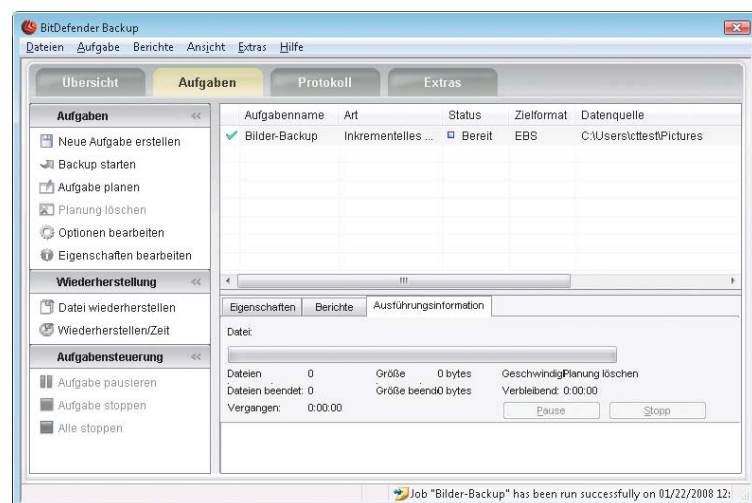 BitDefender Backup
Dateien Aufgabe Berichte Ansicht Extras Hilfe
Übersicht Aufgaben Protokoll Extras
Aufgaben
Neue Aufgabe erstellen
Backup starten
Aufgabe planen
Planung löschen
Optionen bearbeiten
Eigenschaften bearbeiten
Wiederherstellung
Datei wiederherstellen
Wiederherstellen/Zeit
Aufgabensteuerung
Aufgabe pausieren
Aufgabe stoppen
Alle stoppen
Aufgabenname Art Status Zielformat Datenquelle
Bilder-Backup Inkrementelles ... Bereit EBS C:\Users\cttest\Pictures
Eigenschaften Berichte Ausführungsinformation
Datei:
Dateien 0 Größe 0 bytes GeschwindigPlanung löschen
Dateien beendet: 0 Größe beend0 bytes Verbleibend: 0:00:00
Vergangen: 0:00:00 Pause Stopp
Job "Bilder-Backup" has been run successfully on 01/22/2008 12: